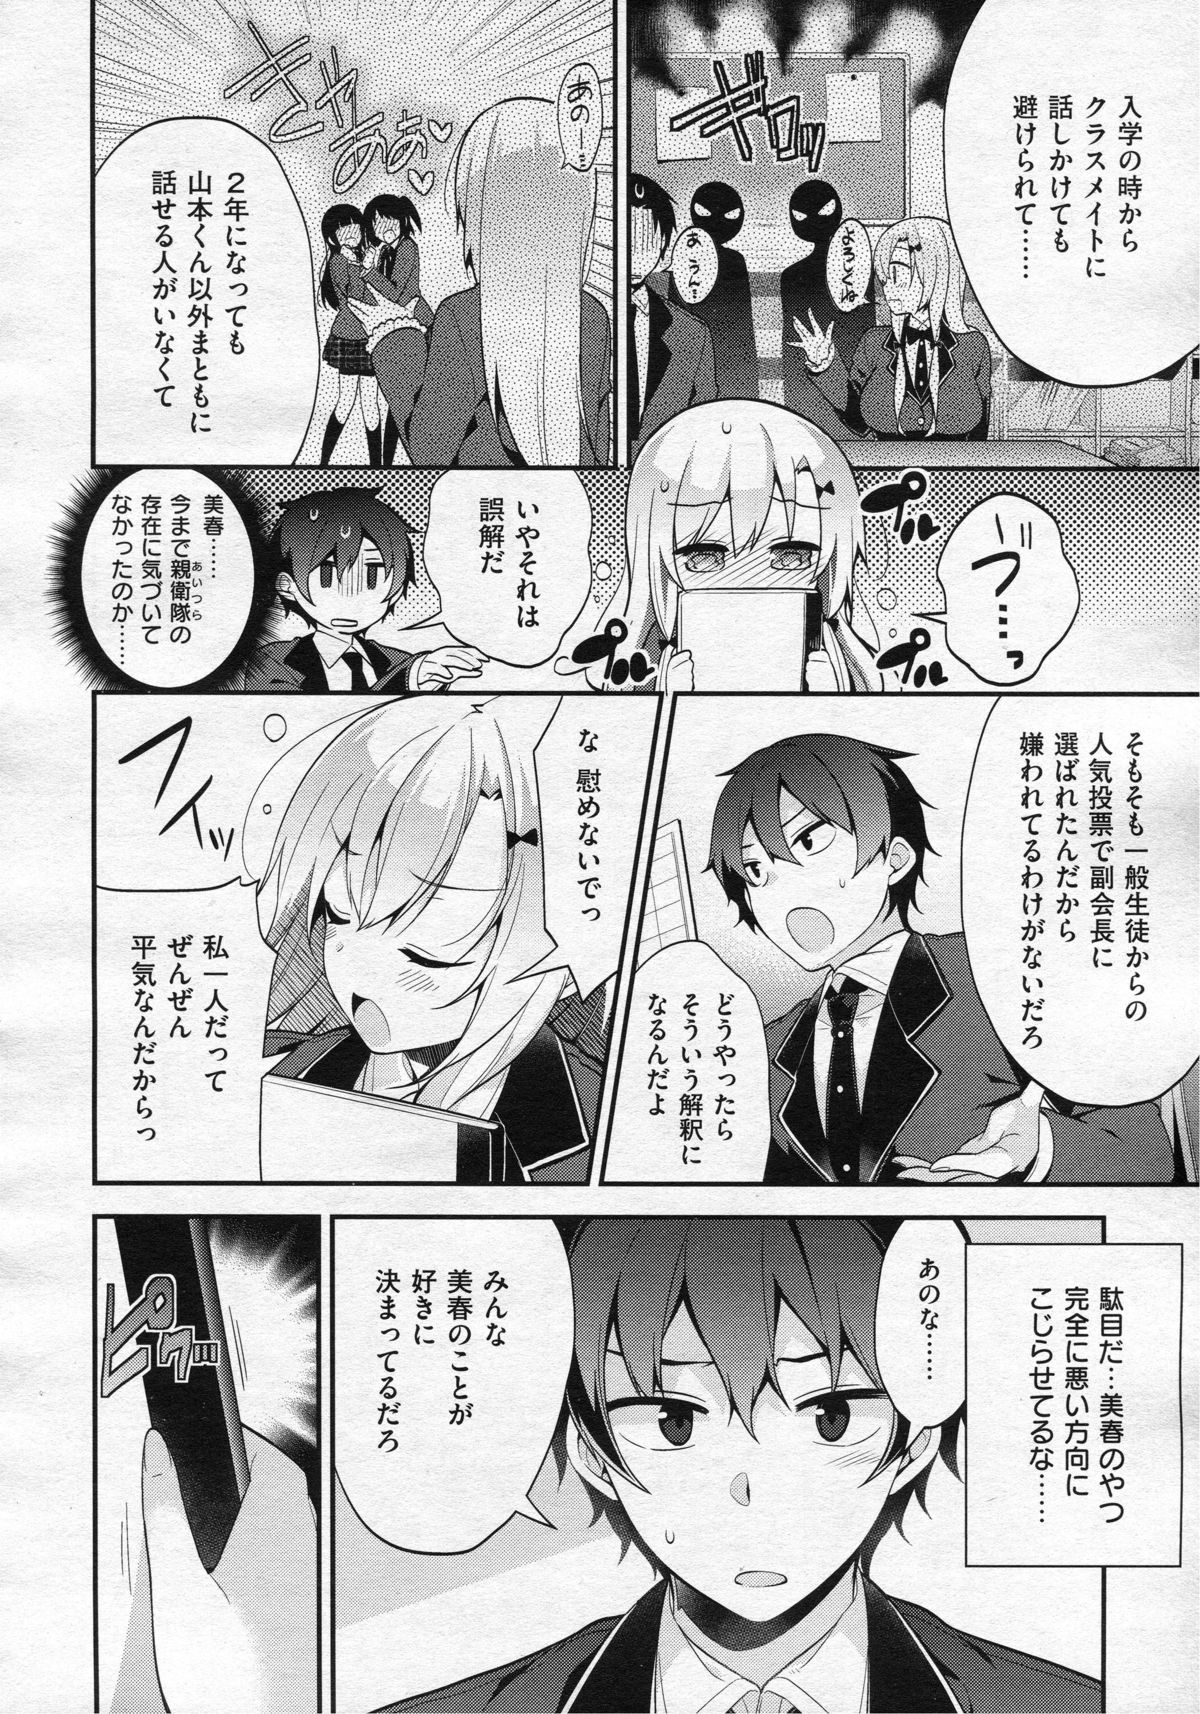 入学の時から
クラスメイトに
話しかけても
避けられて……
ギロッ
よろしくね
あ うん…
あのー…
きゃああぁ
2年になっても
山本くん以外まともに
話せる人がいなくて
う…っ
プルプル
プルプル
いやそれは
誤解だ
美春……
今まで親衛隊の
あいつら
存在に気づいて
なかったのか……
そもそも一般生徒からの
人気投票で副会長に
選ばれたんだから
嫌われてるわけがないだろ
どうやったら
そういう解釈に
なるんだよ
な 慰めないでっ
プイッ
私一人だって
ぜんぜん
平気なんだからっ
駄目だ…美春のやつ
完全に悪い方向に
こじらせてるな……
あのな……
みんな
美春のことが
好きに
決まってるだろ
ピクッ